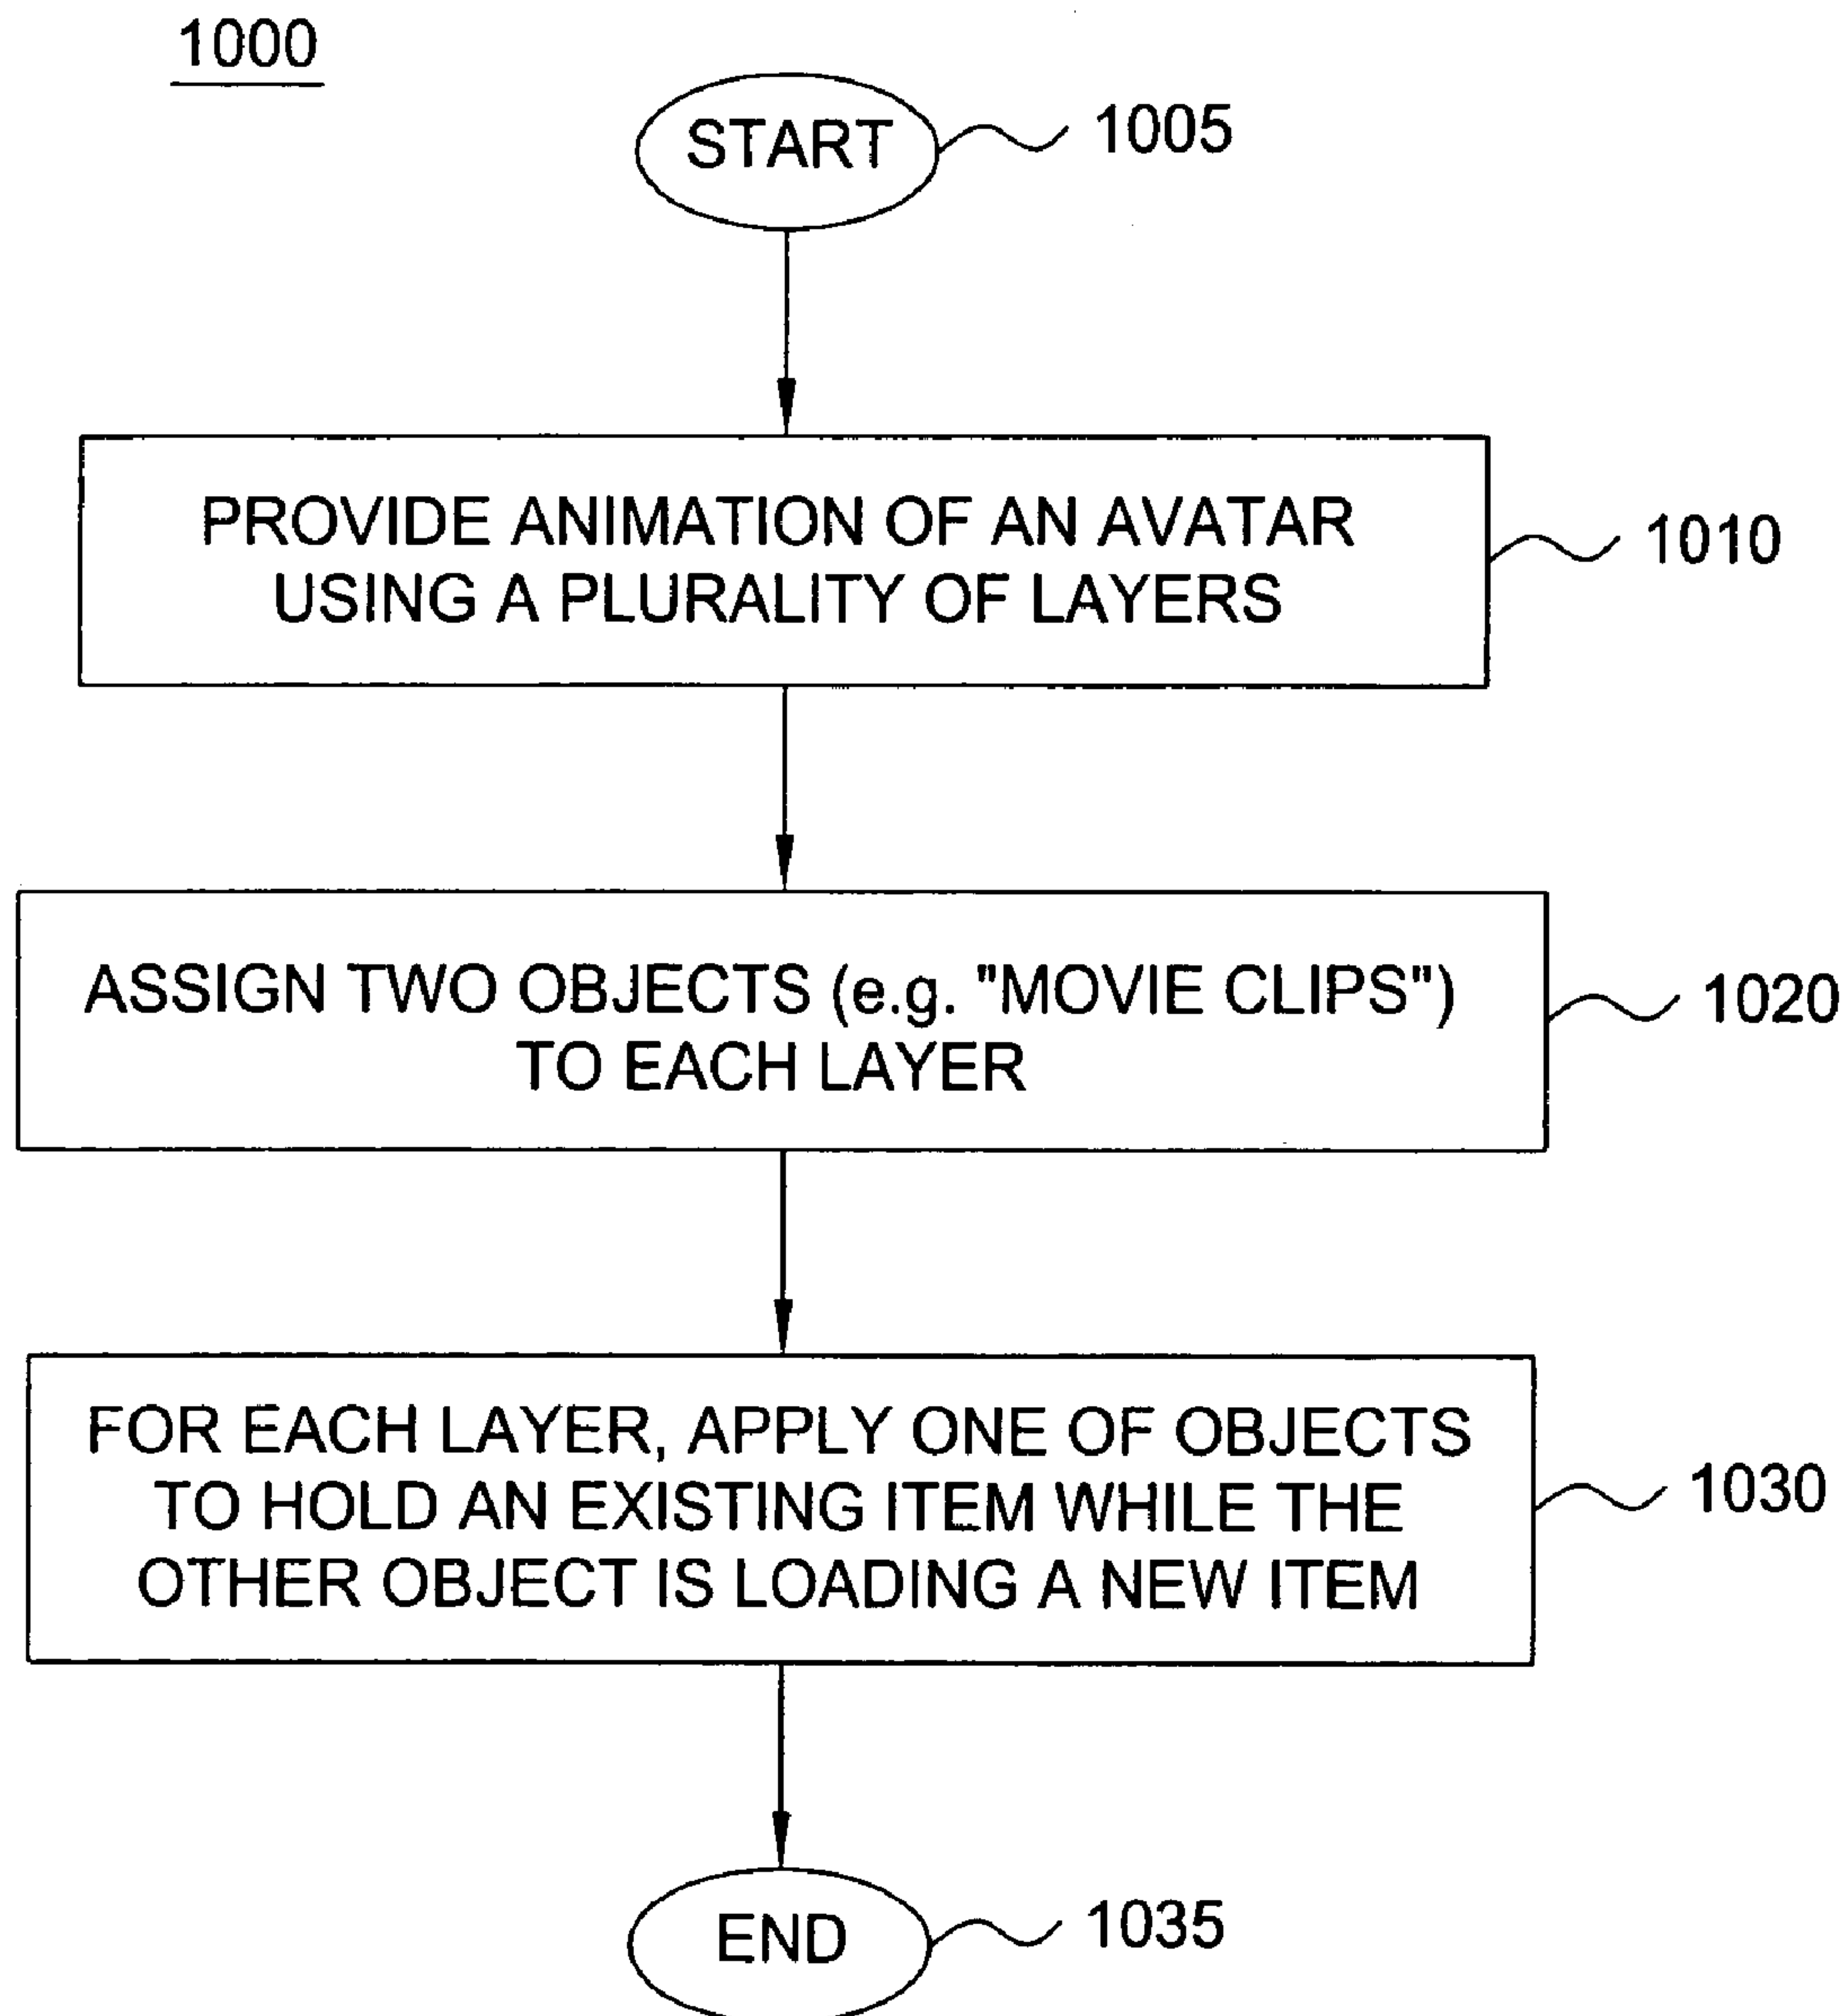 1000
START
1005
PROVIDE ANIMATION OF AN AVATAR
USING A PLURALITY OF LAYERS
1010
ASSIGN TWO OBJECTS (e.g. "MOVIE CLIPS")
TO EACH LAYER
1020
FOR EACH LAYER, APPLY ONE OF OBJECTS
TO HOLD AN EXISTING ITEM WHILE THE
OTHER OBJECT IS LOADING A NEW ITEM
1030
END
1035